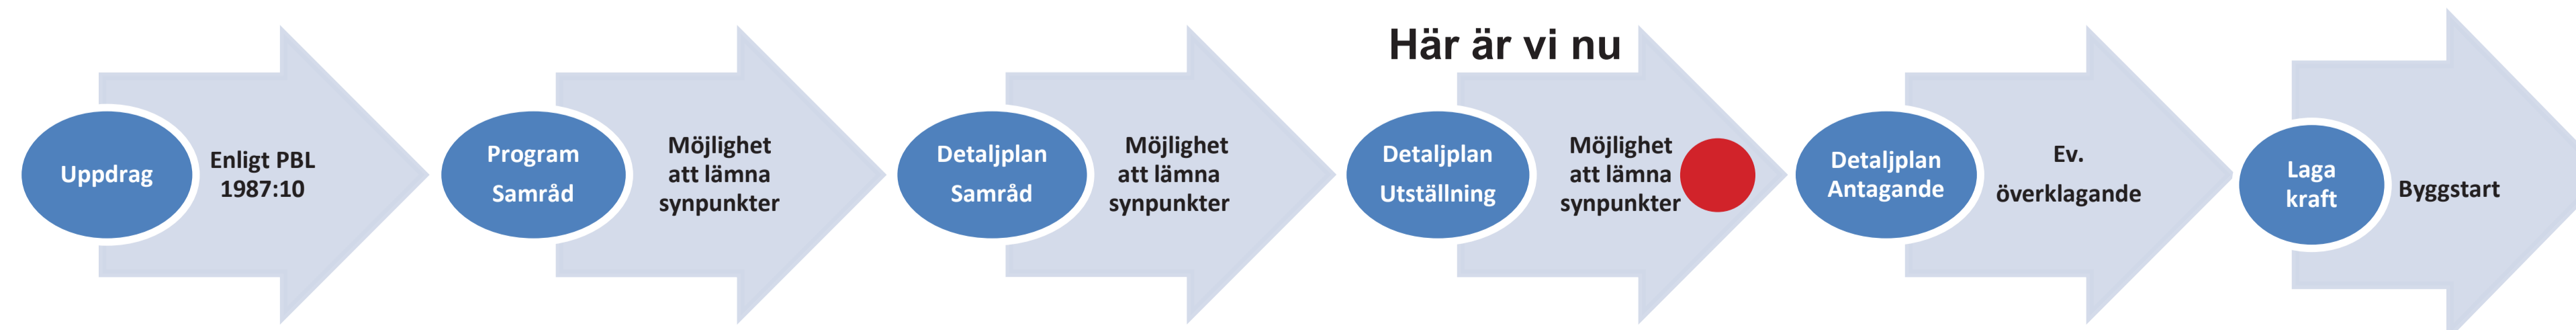 Här är vi nu
Uppdrag
Enligt PBL
1987:10
Program
Samråd
Möjlighet
att lämna
synpunkter
Detaljplan
Samråd
Möjlighet
att lämna
synpunkter
Detaljplan
Utställning
Möjlighet
att lämna
synpunkter
Detaljplan
Antagande
Ev.
överklagande
Laga
kraft
Byggstart